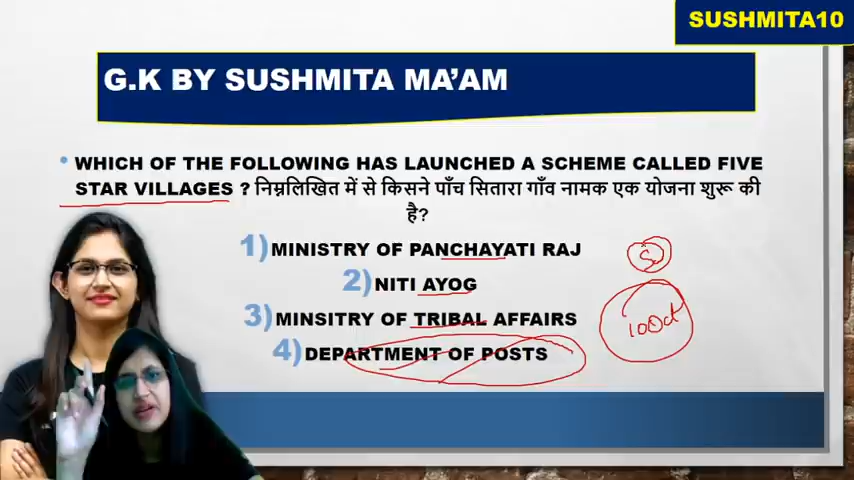 SUSHMITA10
G.K BY SUSHMITA MA'AM
• WHICH OF THE FOLLOWING HAS LAUNCHED A SCHEME CALLED FIVE
STAR VILLAGES ? निम्नलिखित में से किसने पाँच सितारा गाँव नामक एक योजना शुरू की
है?
1)MINISTRY OF PANCHAYATI RAJ
2)NITI AYOG
3)MINSITRY OF TRIBAL AFFAIRS
4)DEPARTMENT OF POSTS